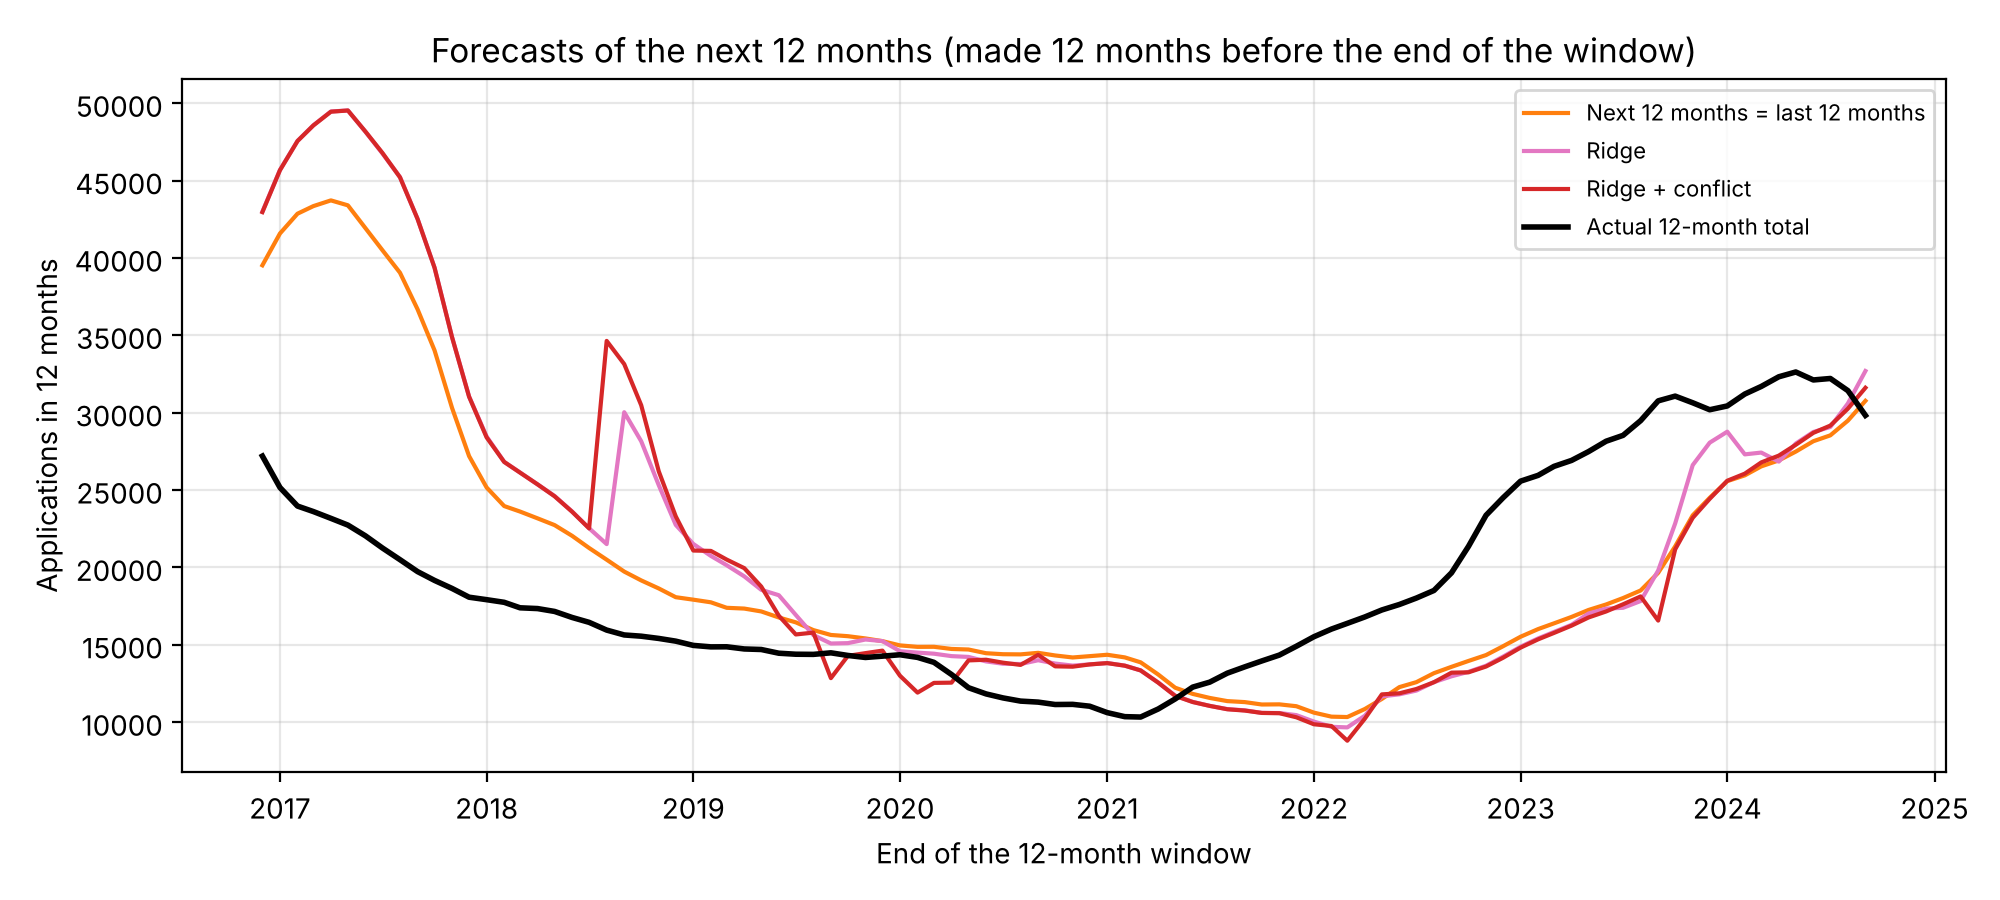 Forecasts of the next 12 months (made 12 months before the end of the window)
Applications in 12 months
50000
45000
40000
35000
30000
25000
20000
15000
10000
Next 12 months = last 12 months
Ridge
Ridge + conflict
Actual 12-month total
2017
2018
2019
2020
2021
2022
2023
2024
2025
End of the 12-month window